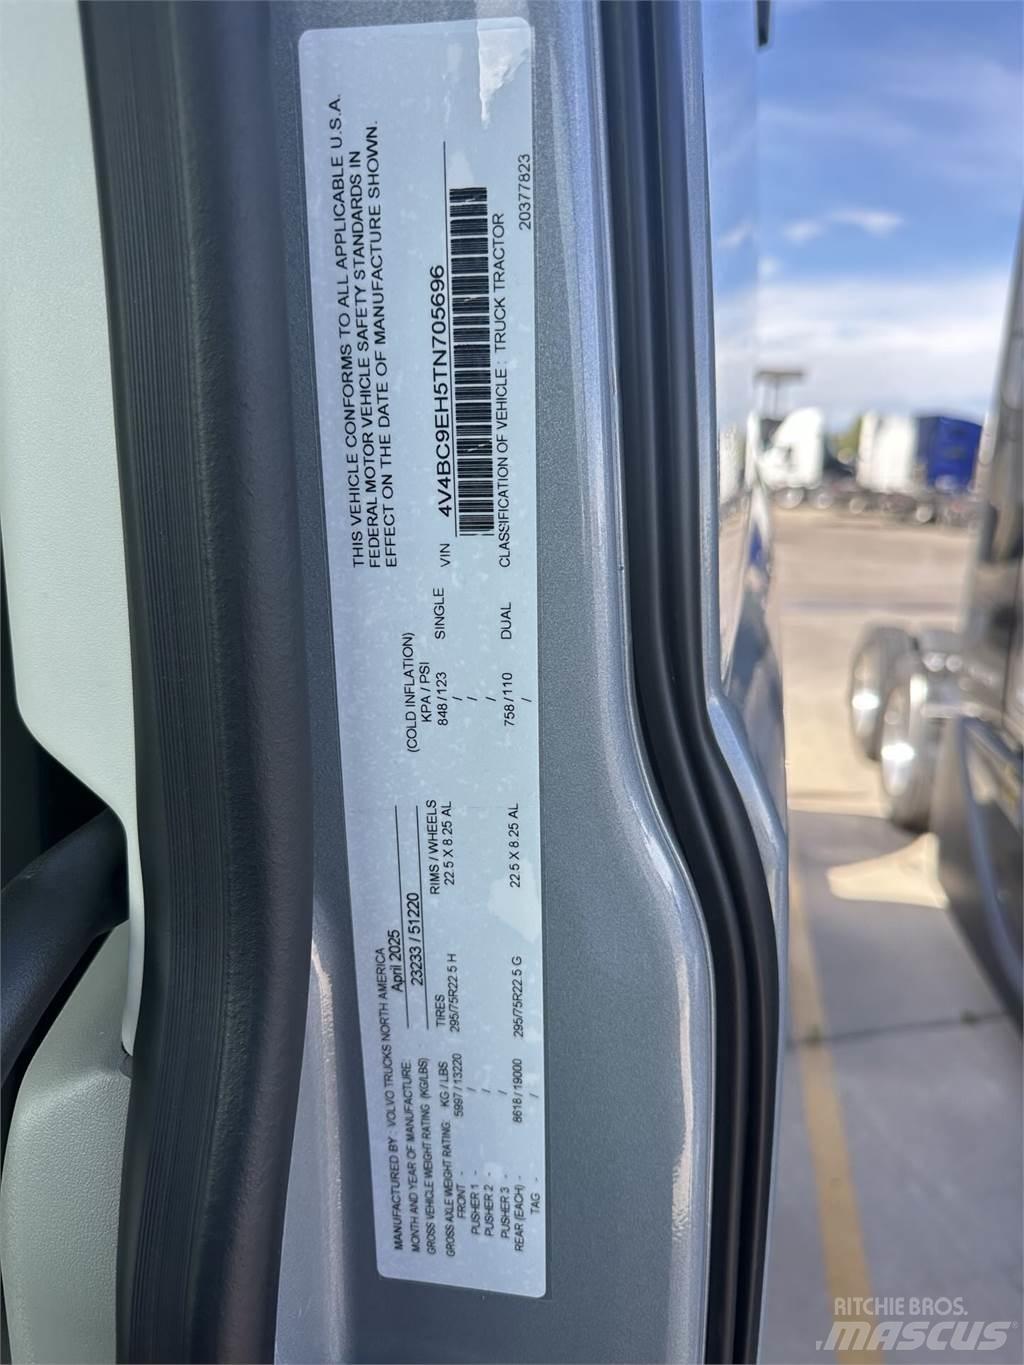 MANUFACTURED BY : VOLVO TRUCKS NORTH AMERICA
MONTH AND YEAR OF MANUFACTURE: April 2025
GROSS VEHICLE WEIGHT RATING (KG/LBS) : 23233 / 51220
GROSS AXLE WEIGHT RATING: KG / LBS TIRES RIMS / WHEELS (COLD INFLATION) KPA / PSI
FRONT - 5997 / 13220 295/75R22.5 H 22.5 X 8.25 AL 848 / 123 SINGLE
PUSHER 1 - / /
PUSHER 2 - / /
PUSHER 3 - / /
REAR (EACH) - 8618 / 19000 295/75R22.5 G 22.5 X 8.25 AL 758 / 110 DUAL
TAG - / /
THIS VEHICLE CONFORMS TO ALL APPLICABLE U.S.A.
FEDERAL MOTOR VEHICLE SAFETY STANDARDS IN
EFFECT ON THE DATE OF MANUFACTURE SHOWN.
VIN 4V4BC9EH5TN705696
CLASSIFICATION OF VEHICLE : TRUCK TRACTOR
20377823
RITCHIE BROS.
MASCUS